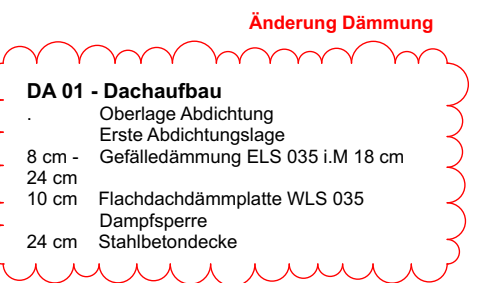 Änderung Dämmung
DA 01 - Dachaufbau
. Oberlage Abdichtung
Erste Abdichtungslage
8 cm - Gefälledämmung ELS 035 i.M 18 cm
24 cm
10 cm Flachdachdämmplatte WLS 035
Dampfsperre
24 cm Stahlbetondecke